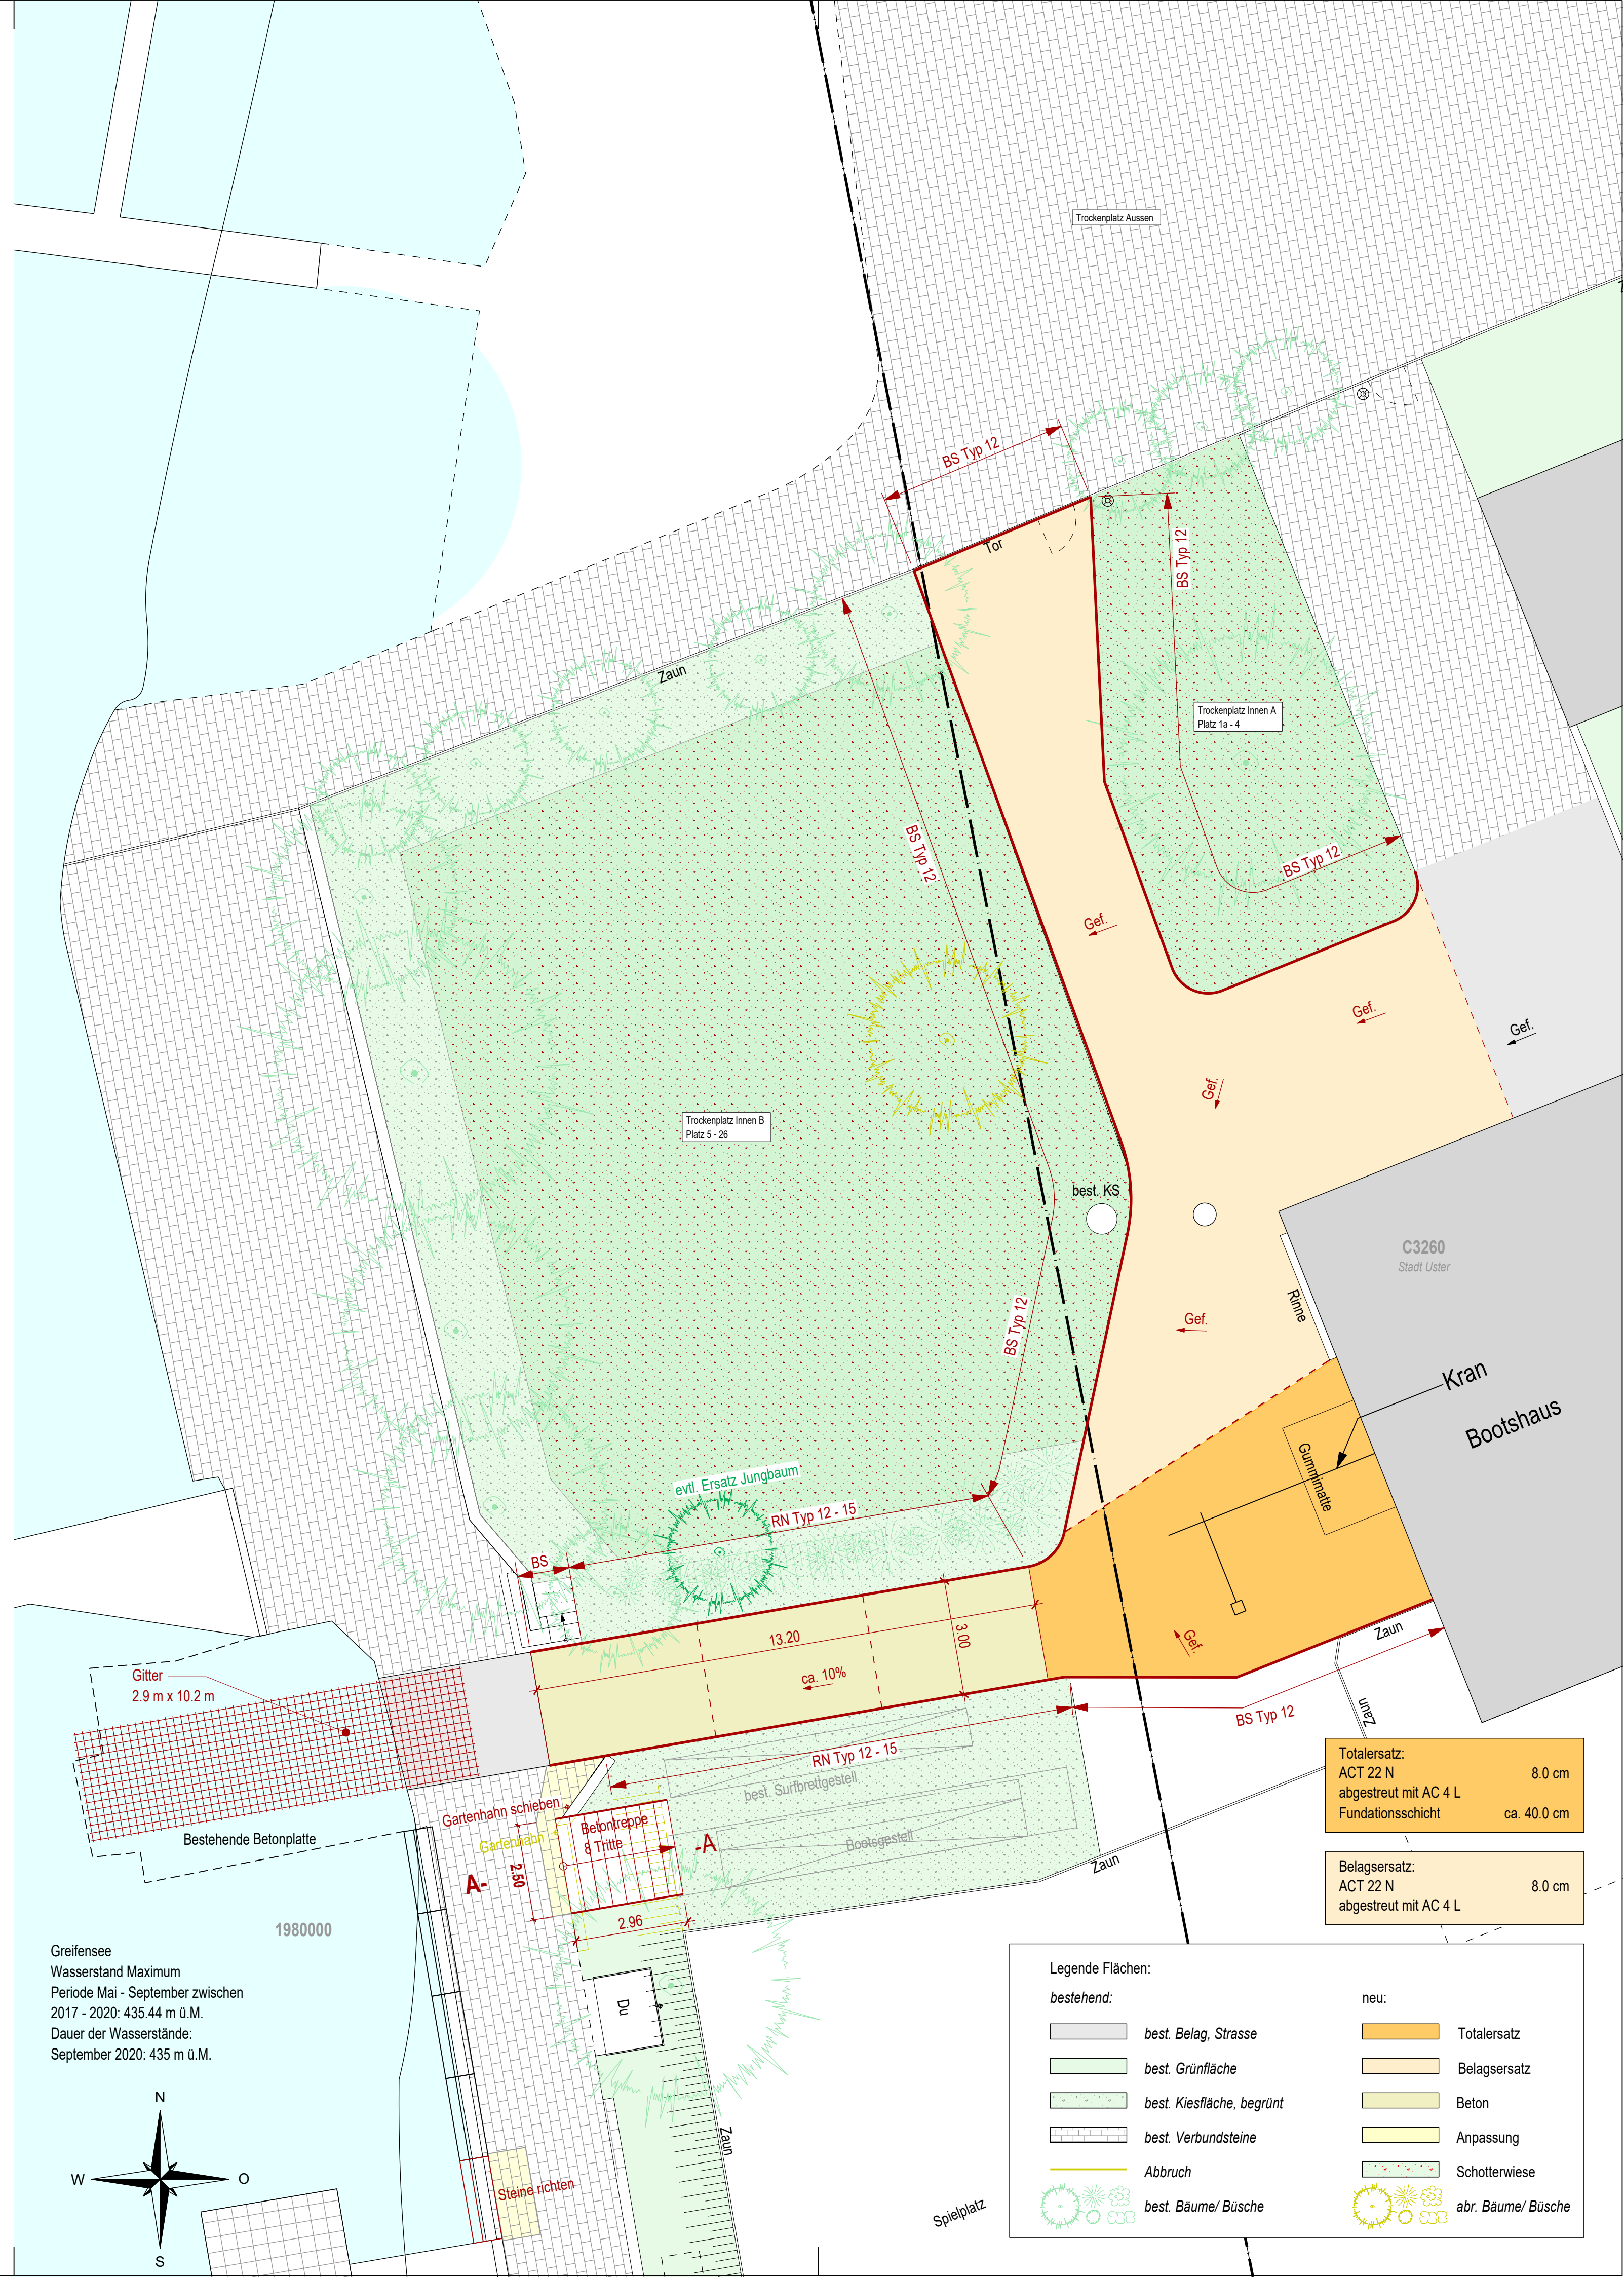 Trockenplatz Aussen
BS Typ 12
Tor
BS Typ 12
Zaun
Trockenplatz Innen A
Platz 1a - 4
BS Typ 12
BS Typ 12
Gef.
Gef.
Gef.
Gef.
Trockenplatz Innen B
Platz 5 - 26
best. KS
C3260
Stadt Uster
Rinne
Gef.
BS Typ 12
Kran
Bootshaus
Gummimatte
evtl. Ersatz Jungbaum
RN Typ 12 - 15
BS
13.20
3.00
ca. 10%
Gef.
Zaun
Zaun
BS Typ 12
Gitter
2.9 m x 10.2 m
RN Typ 12 - 15
best. Surfbrettgestell
Bootsgestell
Gartenhahn schieben
Gartenhahn
Betontreppe
8 Tritte
-A
A-
2.50
2.96
Zaun
Bestehende Betonplatte
Totalersatz:
ACT 22 N 8.0 cm
abgestreut mit AC 4 L
Fundationsschicht ca. 40.0 cm
Belagsersatz:
ACT 22 N 8.0 cm
abgestreut mit AC 4 L
1980000
Greifensee
Wasserstand Maximum
Periode Mai - September zwischen
2017 - 2020: 435.44 m ü.M.
Dauer der Wasserstände:
September 2020: 435 m ü.M.
Du
Zaun
Steine richten
Spielplatz
N
W
O
S
Legende Flächen:
bestehend:
neu:
best. Belag, Strasse
Totalersatz
best. Grünfläche
Belagsersatz
best. Kiesfläche, begrünt
Beton
best. Verbundsteine
Anpassung
Abbruch
Schotterwiese
best. Bäume/ Büsche
abr. Bäume/ Büsche